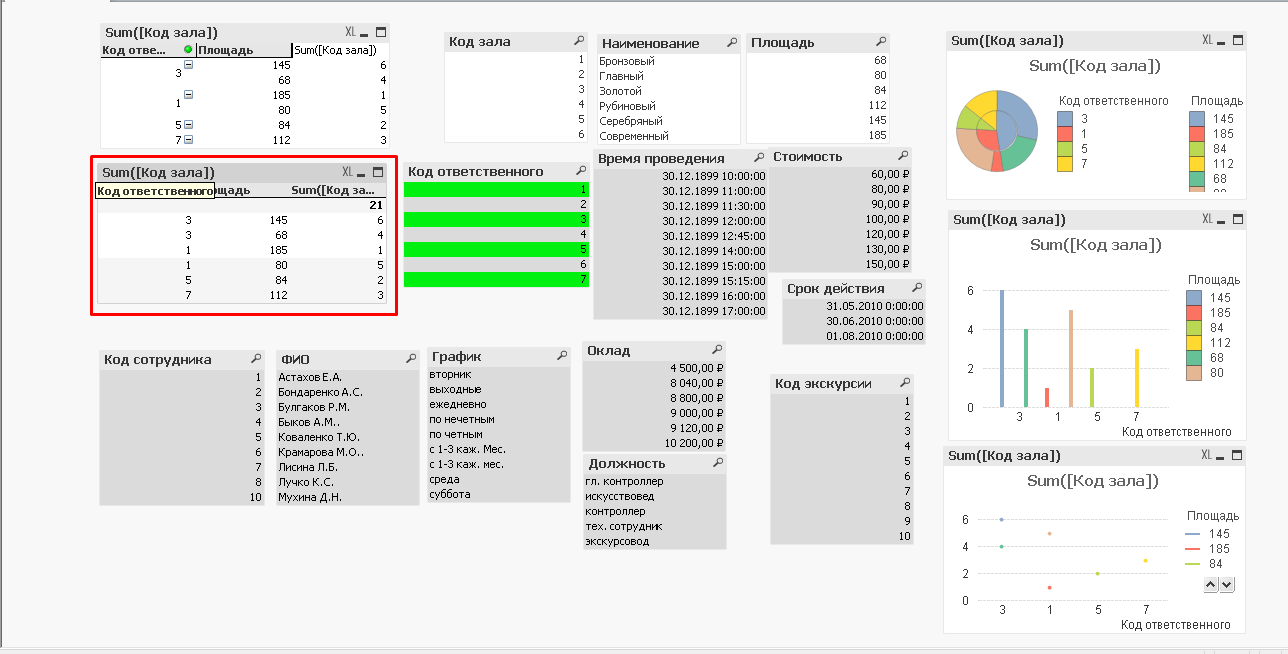 Sum([Код зала]) XL
Код отве... Площадь Sum([Код зала])
3 145 6
68 4
1 185 1
80 5
5 84 2
7 112 3
Sum([Код зала]) XL
Код ответственного ощадь Sum([Код за...
21
3 145 6
3 68 4
1 185 1
1 80 5
5 84 2
7 112 3
Код зала
1
2
3
4
5
6
Наименование
Бронзовый
Главный
Золотой
Рубиновый
Серебряный
Современный
Площадь
68
80
84
112
145
185
Код ответственного
1
2
3
4
5
6
7
Время проведения
30.12.1899 10:00:00
30.12.1899 11:00:00
30.12.1899 11:30:00
30.12.1899 12:00:00
30.12.1899 12:45:00
30.12.1899 14:00:00
30.12.1899 15:00:00
30.12.1899 15:15:00
30.12.1899 16:00:00
30.12.1899 17:00:00
Стоимость
60,00 ₽
80,00 ₽
90,00 ₽
100,00 ₽
120,00 ₽
130,00 ₽
150,00 ₽
Срок действия
31.05.2010 0:00:00
30.06.2010 0:00:00
01.08.2010 0:00:00
Код сотрудника
1
2
3
4
5
6
7
8
10
ФИО
Астахов Е.А.
Бондаренко А.С.
Булгаков Р.М.
Быков А.М..
Коваленко Т.Ю.
Крамарова М.О..
Лисина Л.Б.
Лучко К.С.
Мухина Д.Н.
График
вторник
выходные
ежедневно
по нечетным
по четным
с 1-3 каж. Мес.
с 1-3 каж. мес.
среда
суббота
Оклад
4 500,00 ₽
8 040,00 ₽
8 800,00 ₽
9 000,00 ₽
9 120,00 ₽
10 200,00 ₽
Должность
гл. контроллер
искусствовед
контроллер
тех. сотрудник
экскурсовод
Код экскурсии
1
2
3
4
5
6
7
8
9
10
Sum([Код зала]) XL
Sum([Код зала])
Код ответственного
3
1
5
7
Площадь
145
185
84
112
68
80
Sum([Код зала]) XL
Sum([Код зала])
6
4
2
0
3 1 5 7
Код ответственного
Площадь
145
185
84
112
68
80
Sum([Код зала]) XL
Sum([Код зала])
6
4
2
0
3 1 5 7
Код ответственного
Площадь
145
185
84